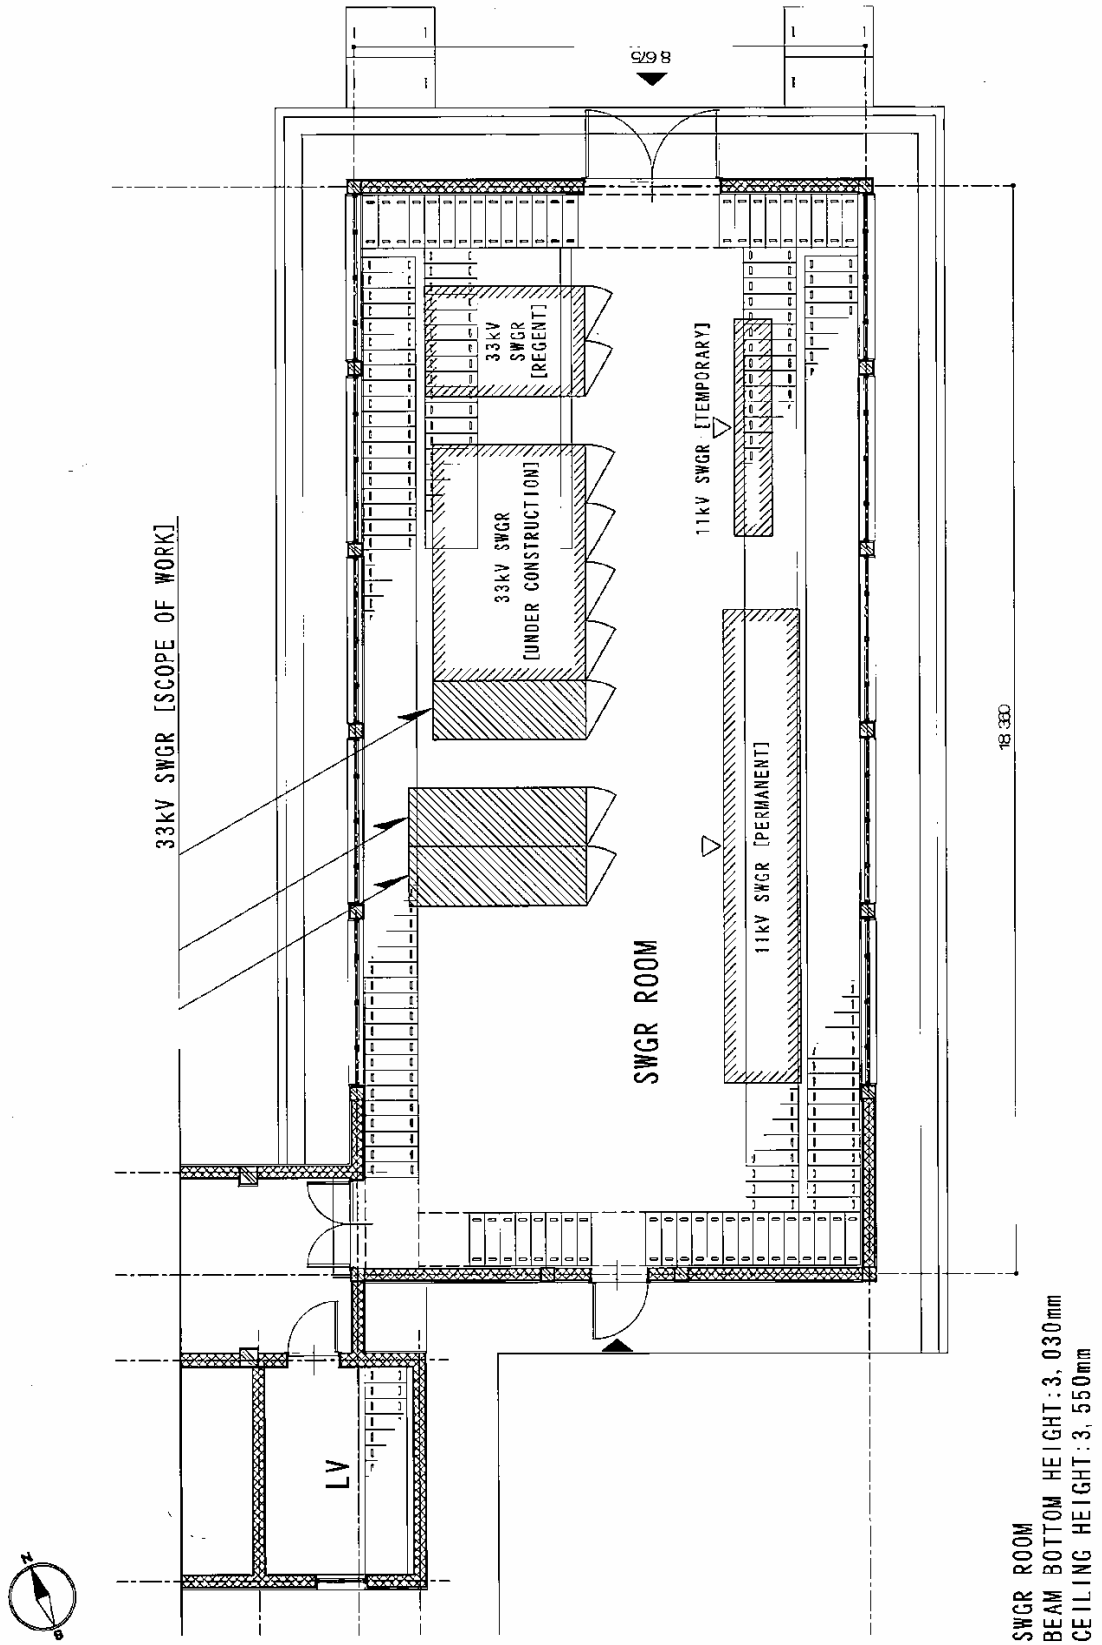 8,675
33kV SWGR [SCOPE OF WORK]
33kV
SWGR
[REGENT]
11kV SWGR [TEMPORARY]
33kV SWGR
[UNDER CONSTRUCTION]
18,380
11kV SWGR [PERMANENT]
SWGR ROOM
LV
N
SWGR ROOM
BEAM BOTTOM HEIGHT:3,030mm
CEILING HEIGHT:3,550mm